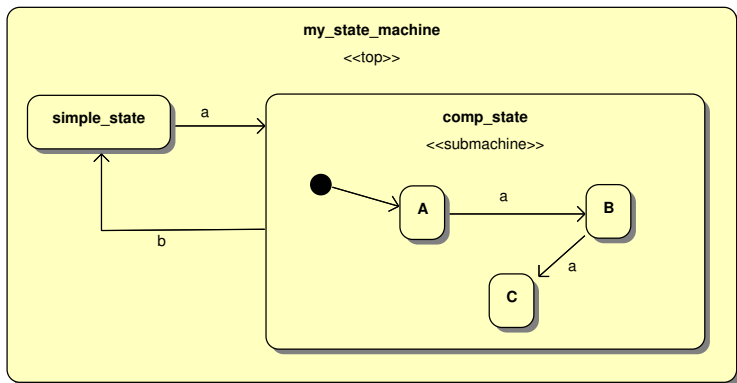 my_state_machine
<<top>>
simple_state
a
comp_state
<<submachine>>
A
a
B
b
a
C